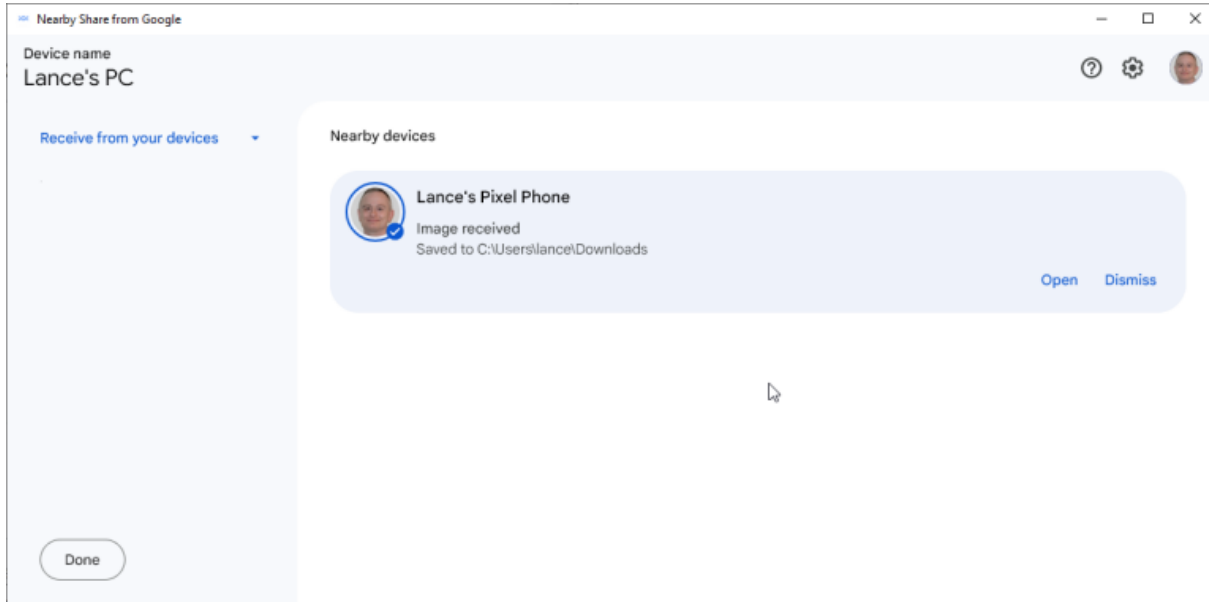 Nearby Share from Google
Device name
Lance's PC
Receive from your devices
Nearby devices
Lance's Pixel Phone
Image received
Saved to C:\Users\lance\Downloads
Open Dismiss
Done